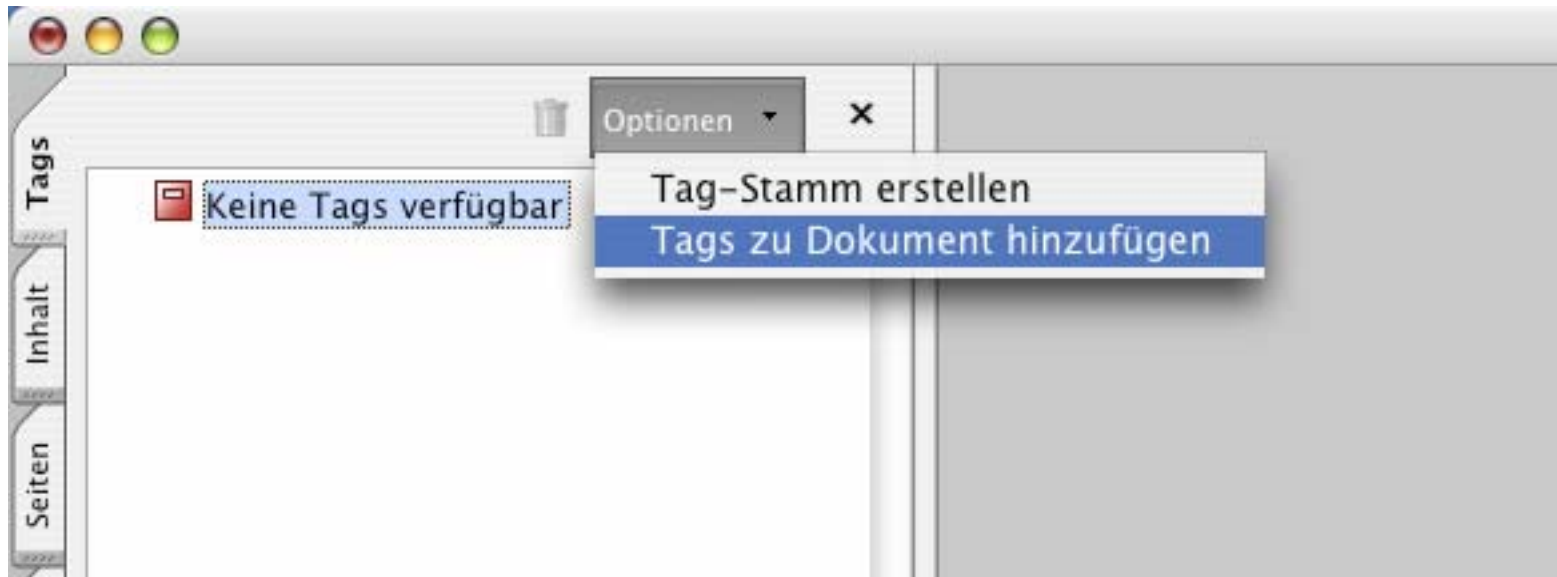 Optionen
Tags
Keine Tags verfügbar
Tag-Stamm erstellen
Tags zu Dokument hinzufügen
Inhalt
Seiten